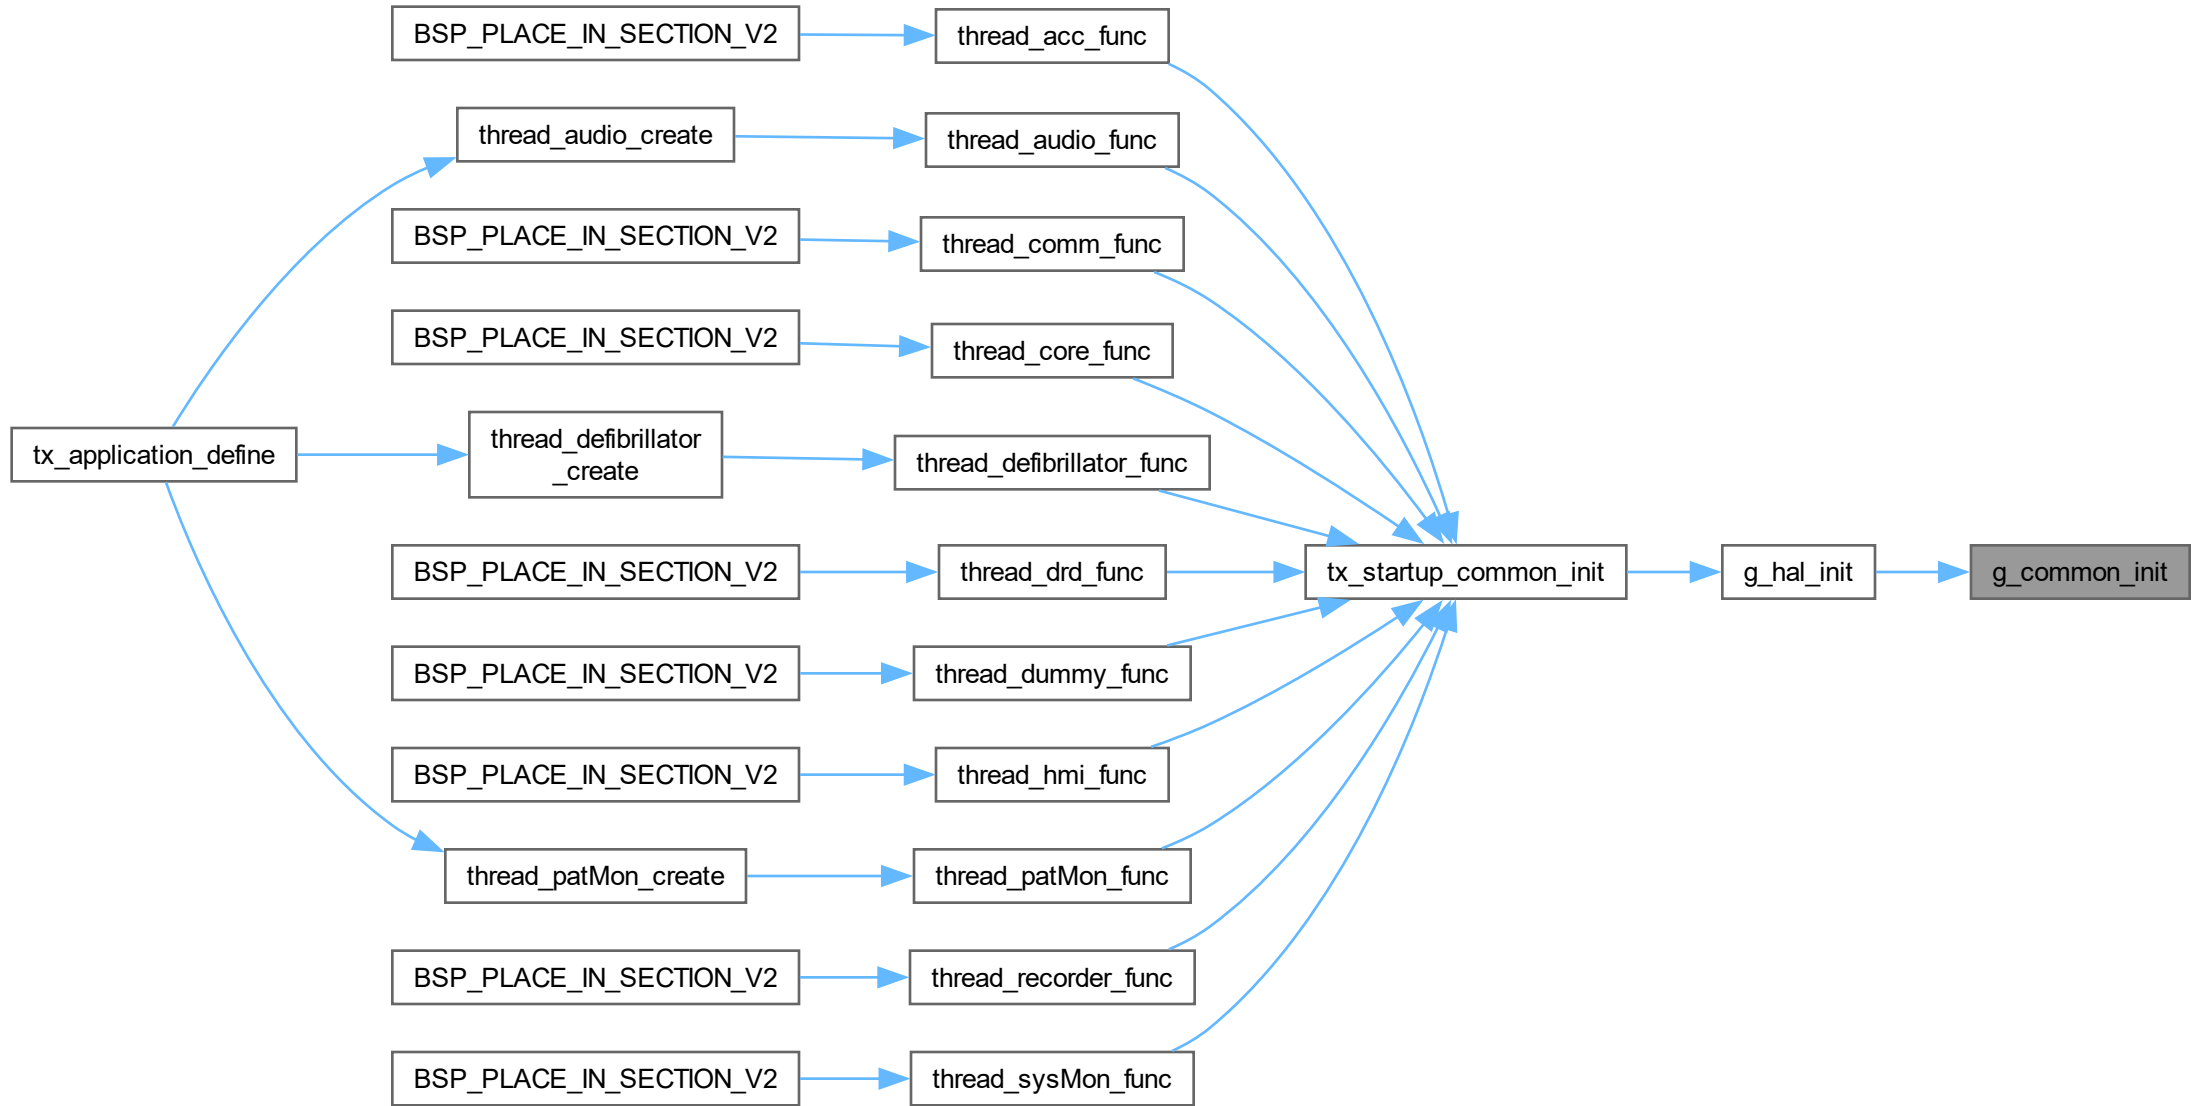 BSP_PLACE_IN_SECTION_V2
thread_acc_func
thread_audio_create
thread_audio_func
BSP_PLACE_IN_SECTION_V2
thread_comm_func
BSP_PLACE_IN_SECTION_V2
thread_core_func
tx_application_define
thread_defibrillator
_create
thread_defibrillator_func
BSP_PLACE_IN_SECTION_V2
thread_drd_func
tx_startup_common_init
g_hal_init
g_common_init
BSP_PLACE_IN_SECTION_V2
thread_dummy_func
BSP_PLACE_IN_SECTION_V2
thread_hmi_func
thread_patMon_create
thread_patMon_func
BSP_PLACE_IN_SECTION_V2
thread_recorder_func
BSP_PLACE_IN_SECTION_V2
thread_sysMon_func